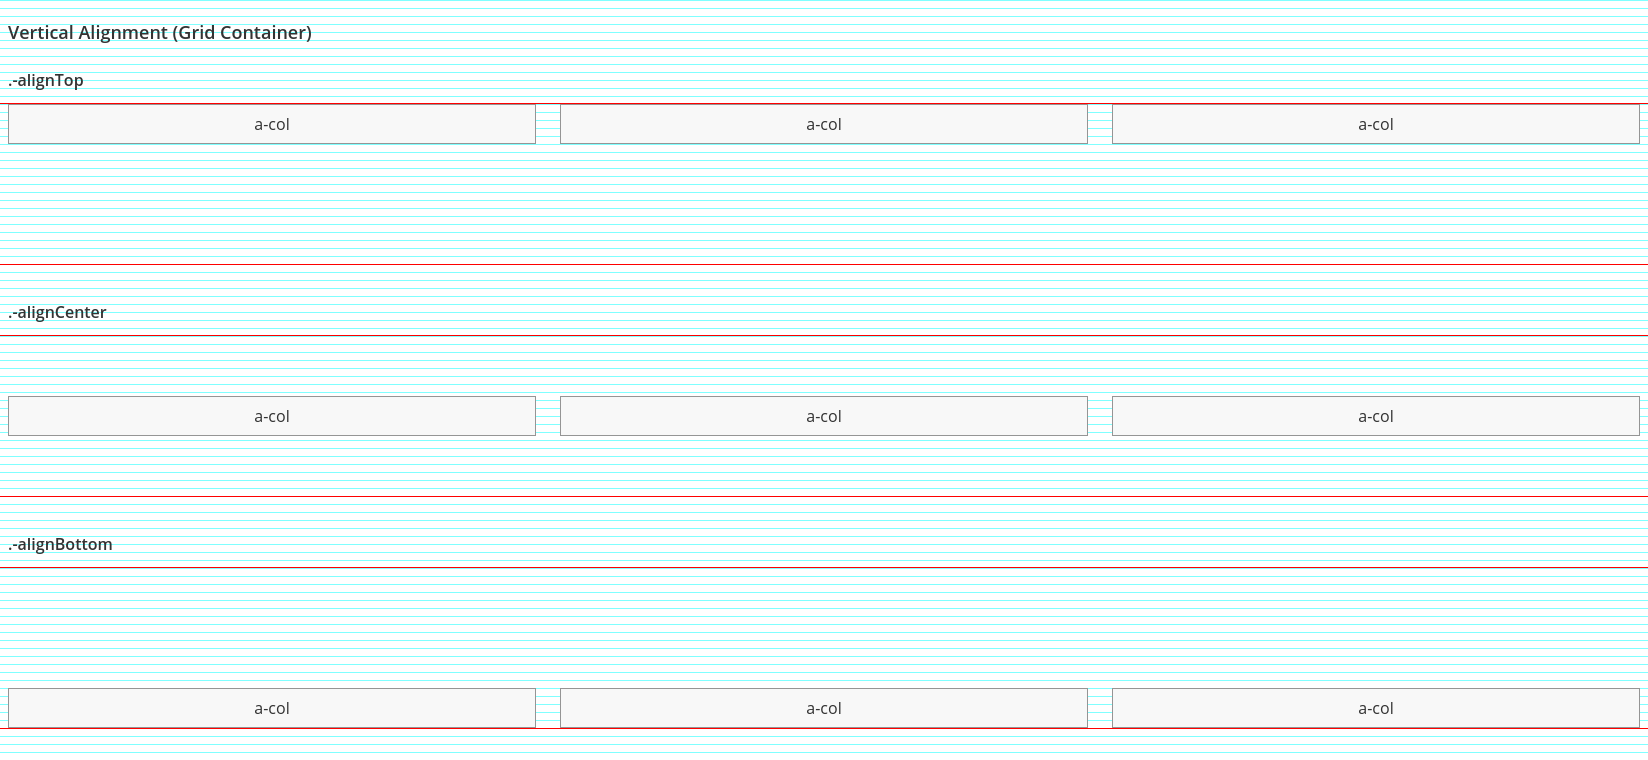 Vertical Alignment (Grid Container)
.-alignTop
a-col a-col a-col
.-alignCenter
a-col a-col a-col
.-alignBottom
a-col a-col a-col